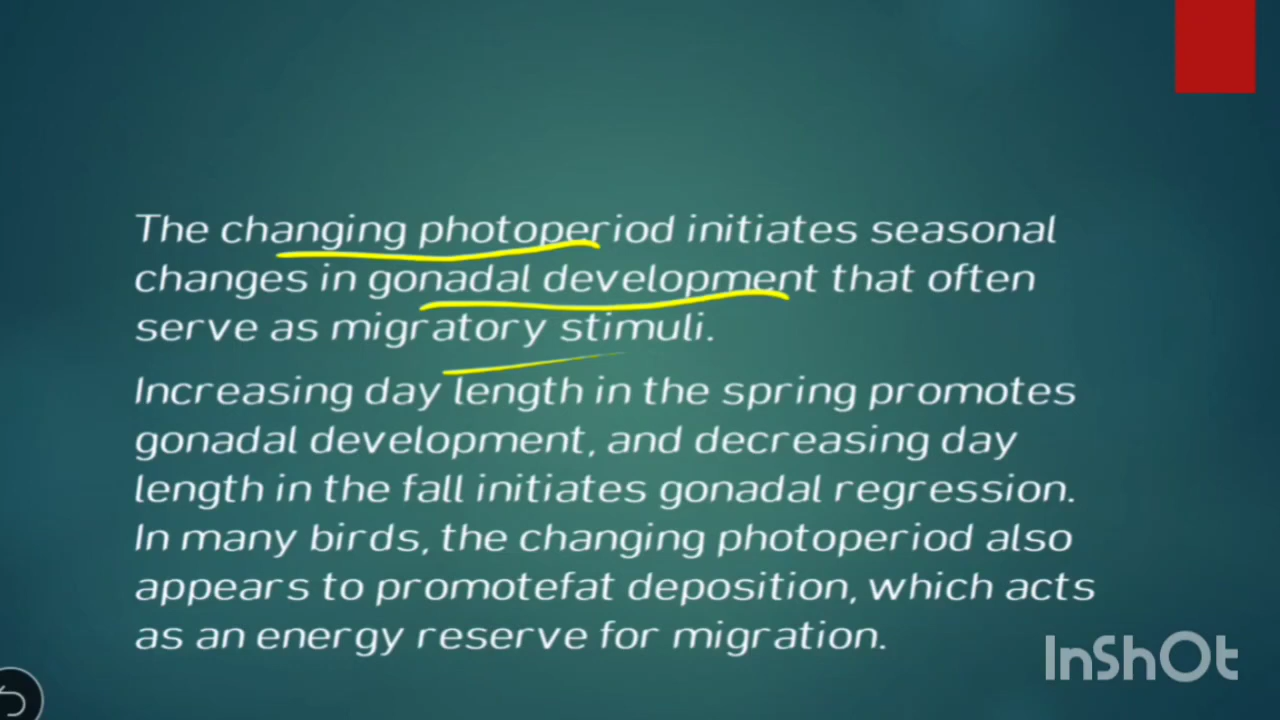 The changing photoperiod initiates seasonal
changes in gonadal development that often
serve as migratory stimuli.
Increasing day length in the spring promotes
gonadal development, and decreasing day
length in the fall initiates gonadal regression.
In many birds, the changing photoperiod also
appears to promotefat deposition, which acts
as an energy reserve for migration.
InShOt